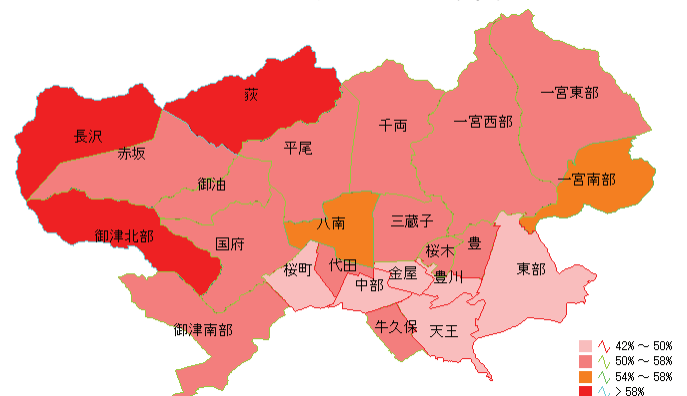 荻
一宮東部
長沢
千両
一宮西部
赤坂
平尾
御油
一宮南部
八南
三蔵子
御津北部
国府
桜木
豊
代田
桜町
金屋
豊川
東部
中部
御津南部
牛久保
天王
42% ～ 50%
50% ～ 58%
54% ～ 58%
> 58%